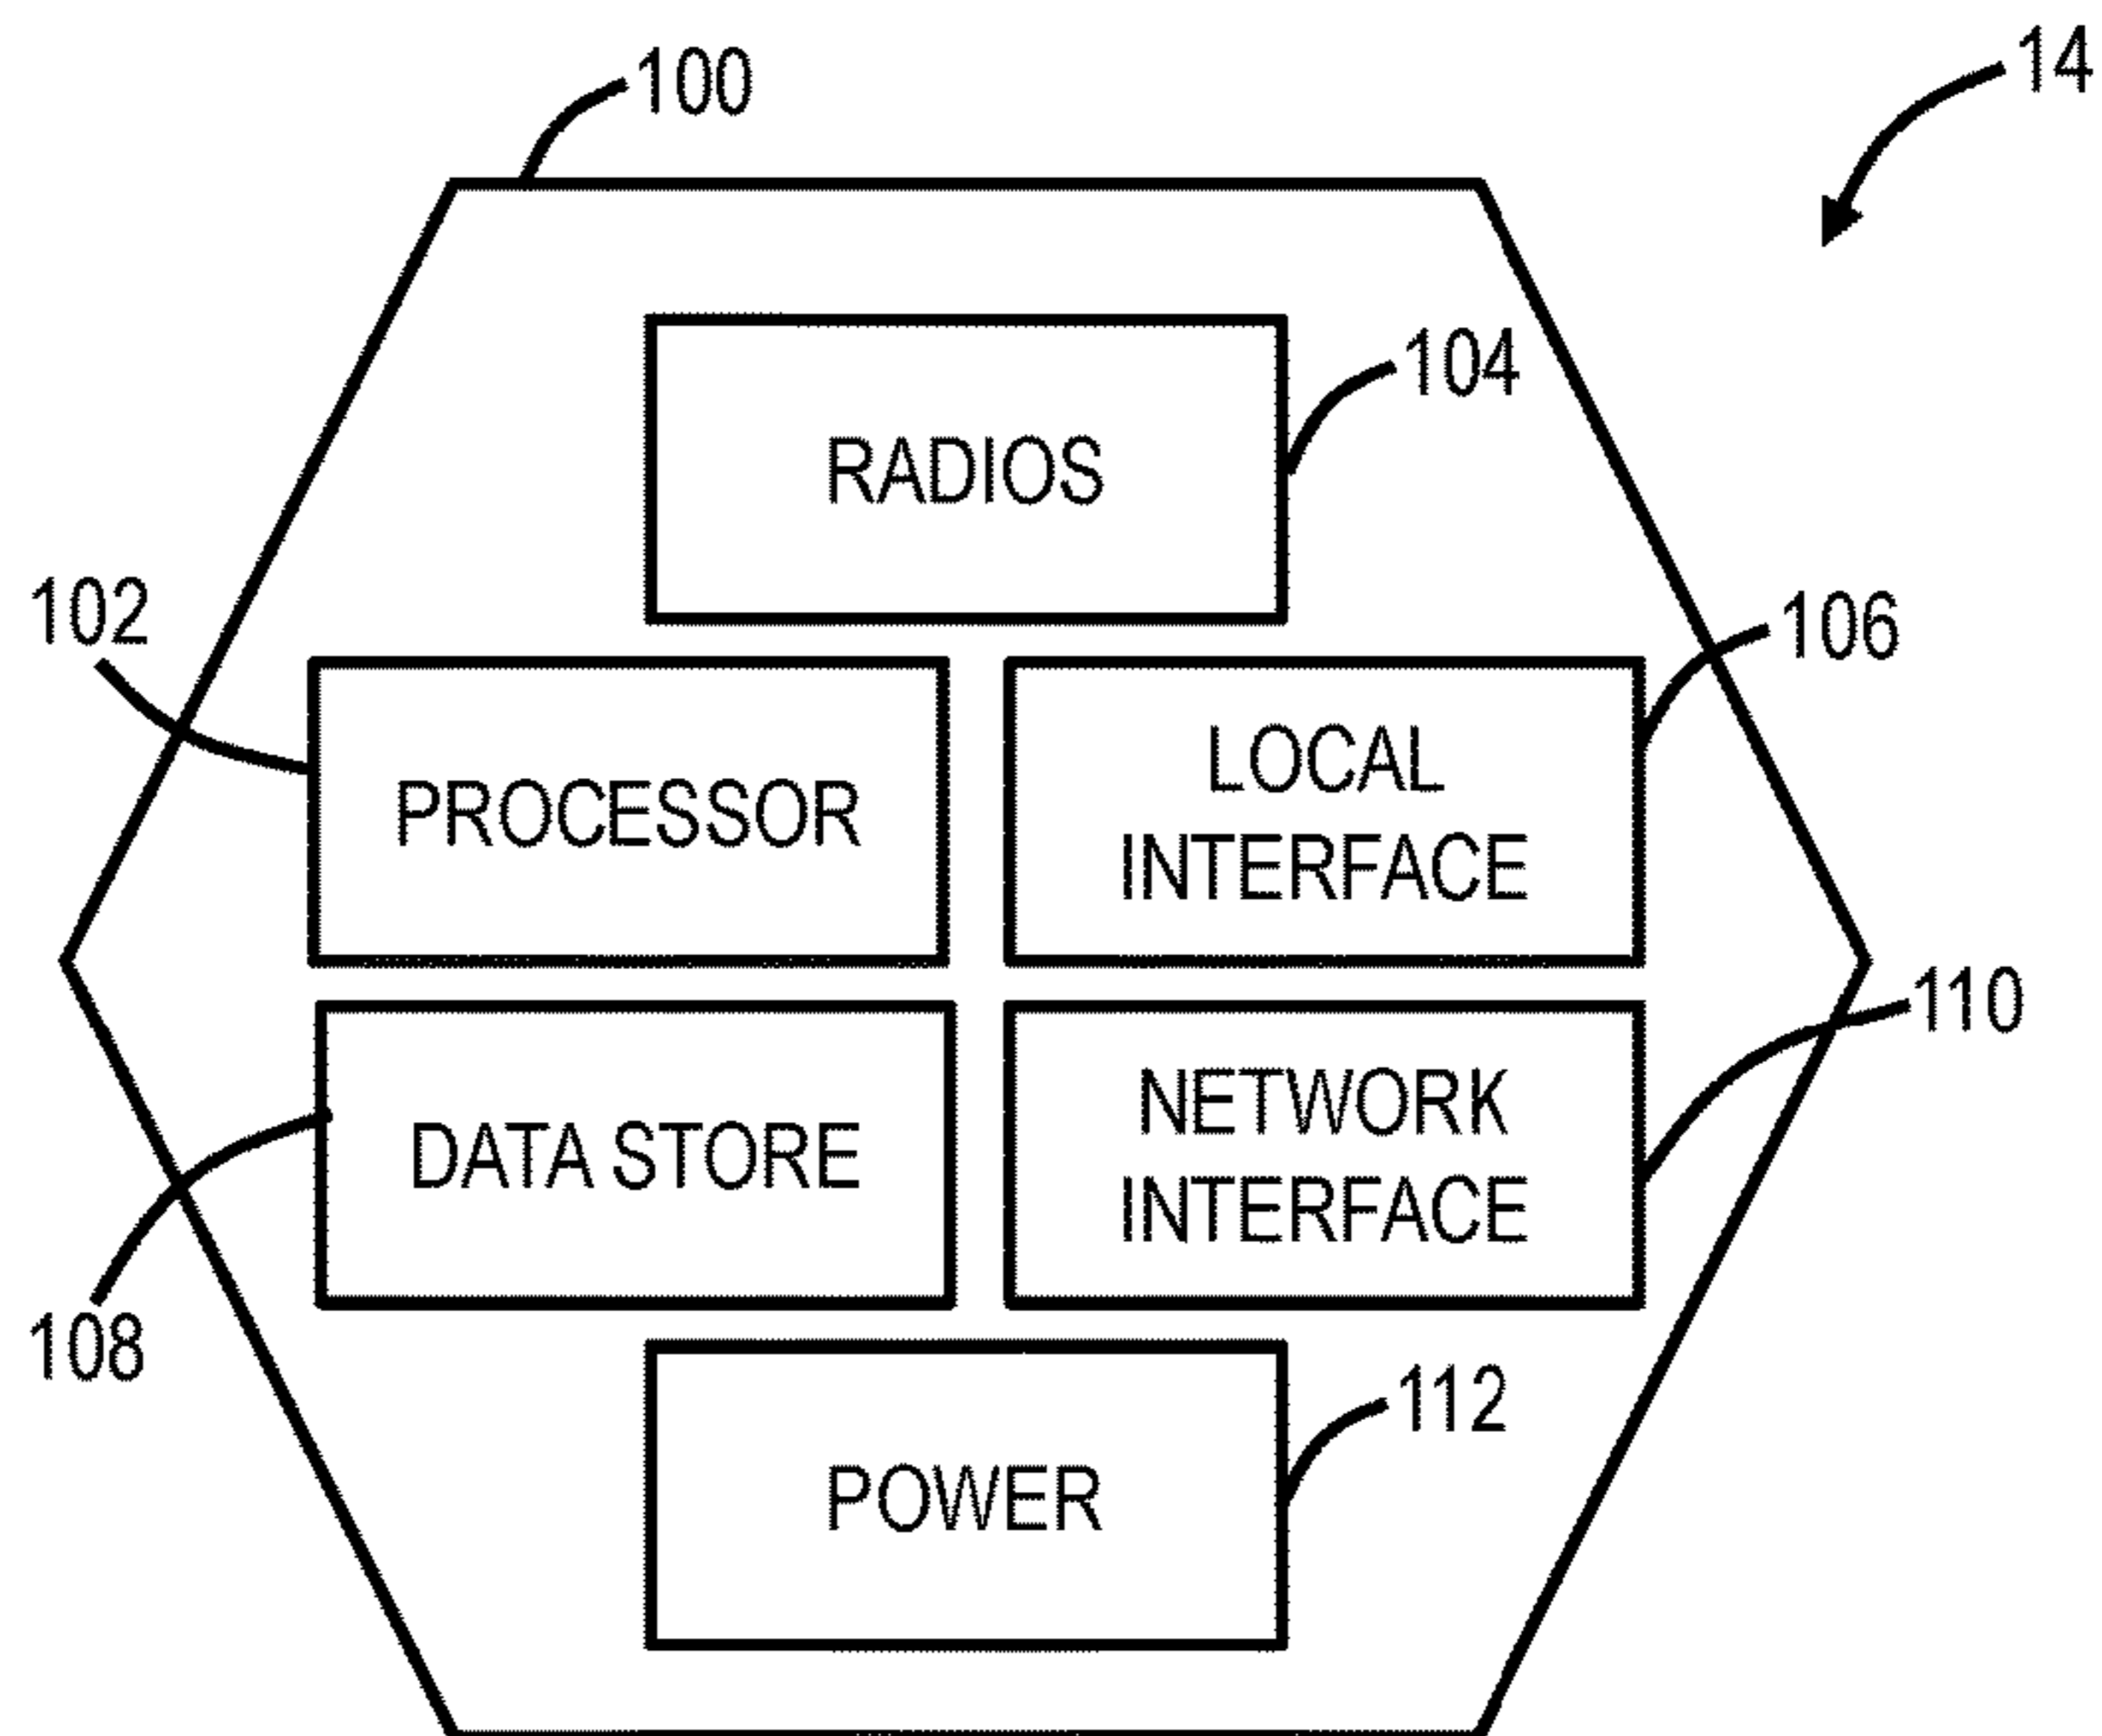 100
14
RADIOS
104
102
PROCESSOR
LOCAL
INTERFACE
106
DATA STORE
108
NETWORK
INTERFACE
110
POWER
112